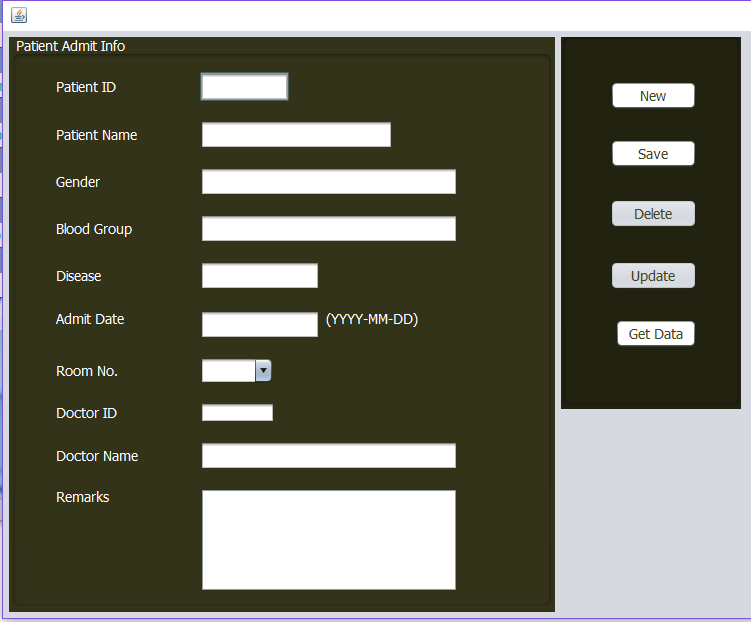 Patient Admit Info
Patient ID
Patient Name
Gender
Blood Group
Disease
Admit Date (YYYY-MM-DD)
Room No.
Doctor ID
Doctor Name
Remarks
New
Save
Delete
Update
Get Data